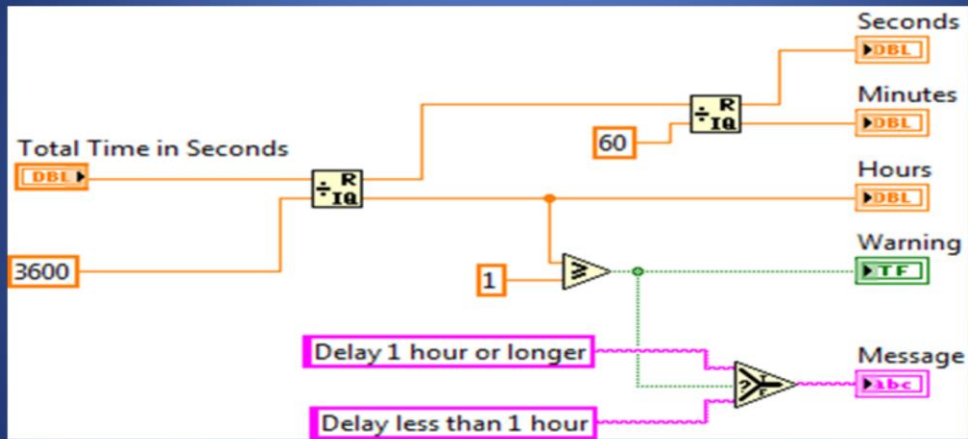 Seconds
DBL
Minutes
R
÷ IQ
DBL
60
Total Time in Seconds
Hours
DBL
R
÷ IQ
DBL
Warning
3600
1
≥
TF
Delay 1 hour or longer
Message
? T F
abc
Delay less than 1 hour